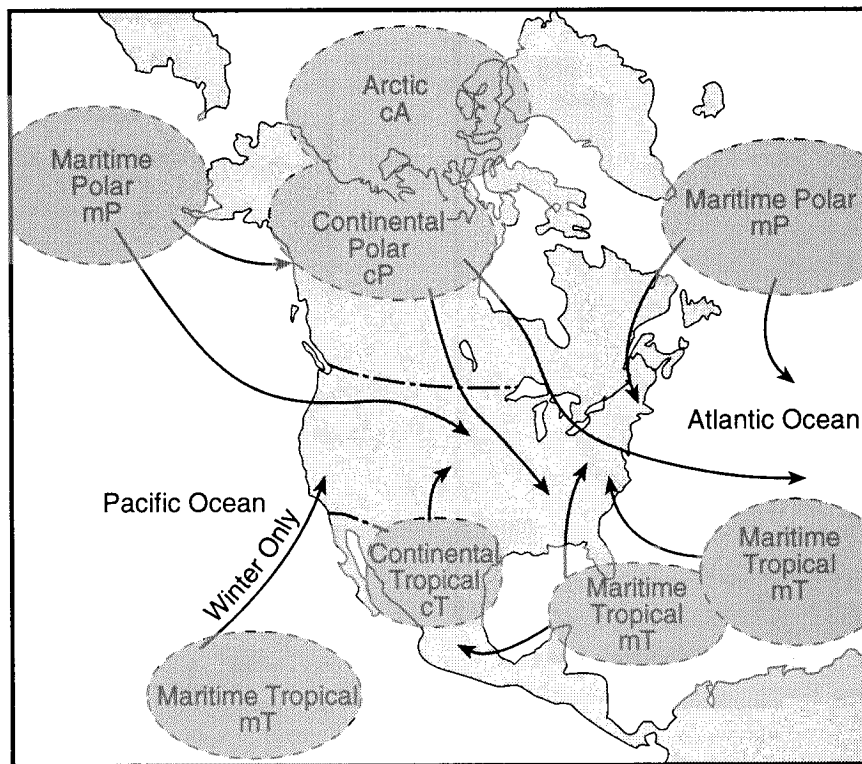 Arctic
cA
Maritime
Polar
mP
Continental
Polar
cP
Maritime Polar
mP
Atlantic Ocean
Pacific Ocean
Winter Only
Continental
Tropical
cT
Maritime
Tropical
mT
Maritime
Tropical
mT
Maritime Tropical
mT